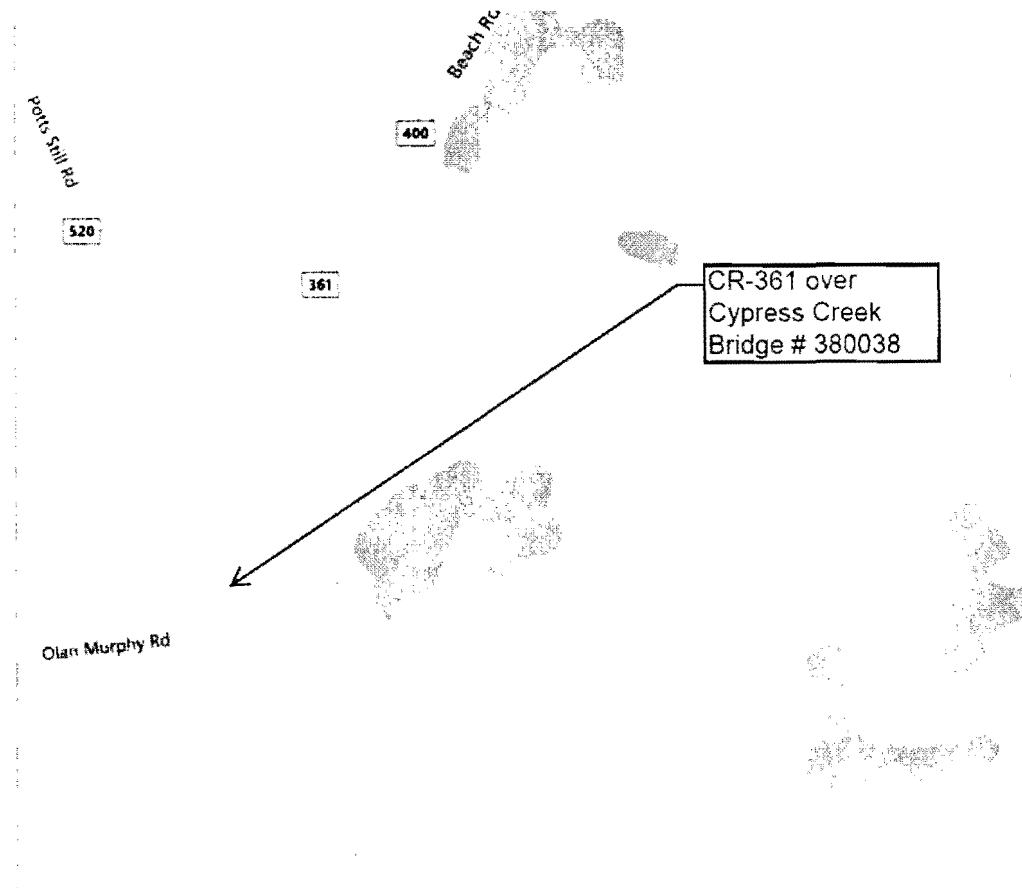 Beach Rd
Potts Still Rd
400
520
361
CR-361 over
Cypress Creek
Bridge # 380038
Olan Murphy Rd